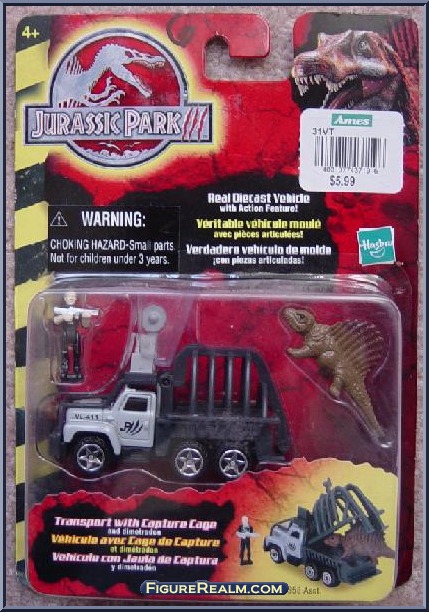 4+
JURASSIC PARK III
Ames
31VT
$5.99
Real Diecast Vehicle
with Action Feature!
Véritable véhicule moulé
avec pièces articulées!
Verdadero vehículo de molde
¡con piezas articuladas!
WARNING:
CHOKING HAZARD-Small parts.
Not for children under 3 years.
Hasbro
VL-413
Transport with Capture Cage
and dimetrodon
Véhicule avec Cage de Capture
et dimetrodon
Vehículo con Jaula de Captura
y dimetrodon
Asst.
FIGUREREALM.COM